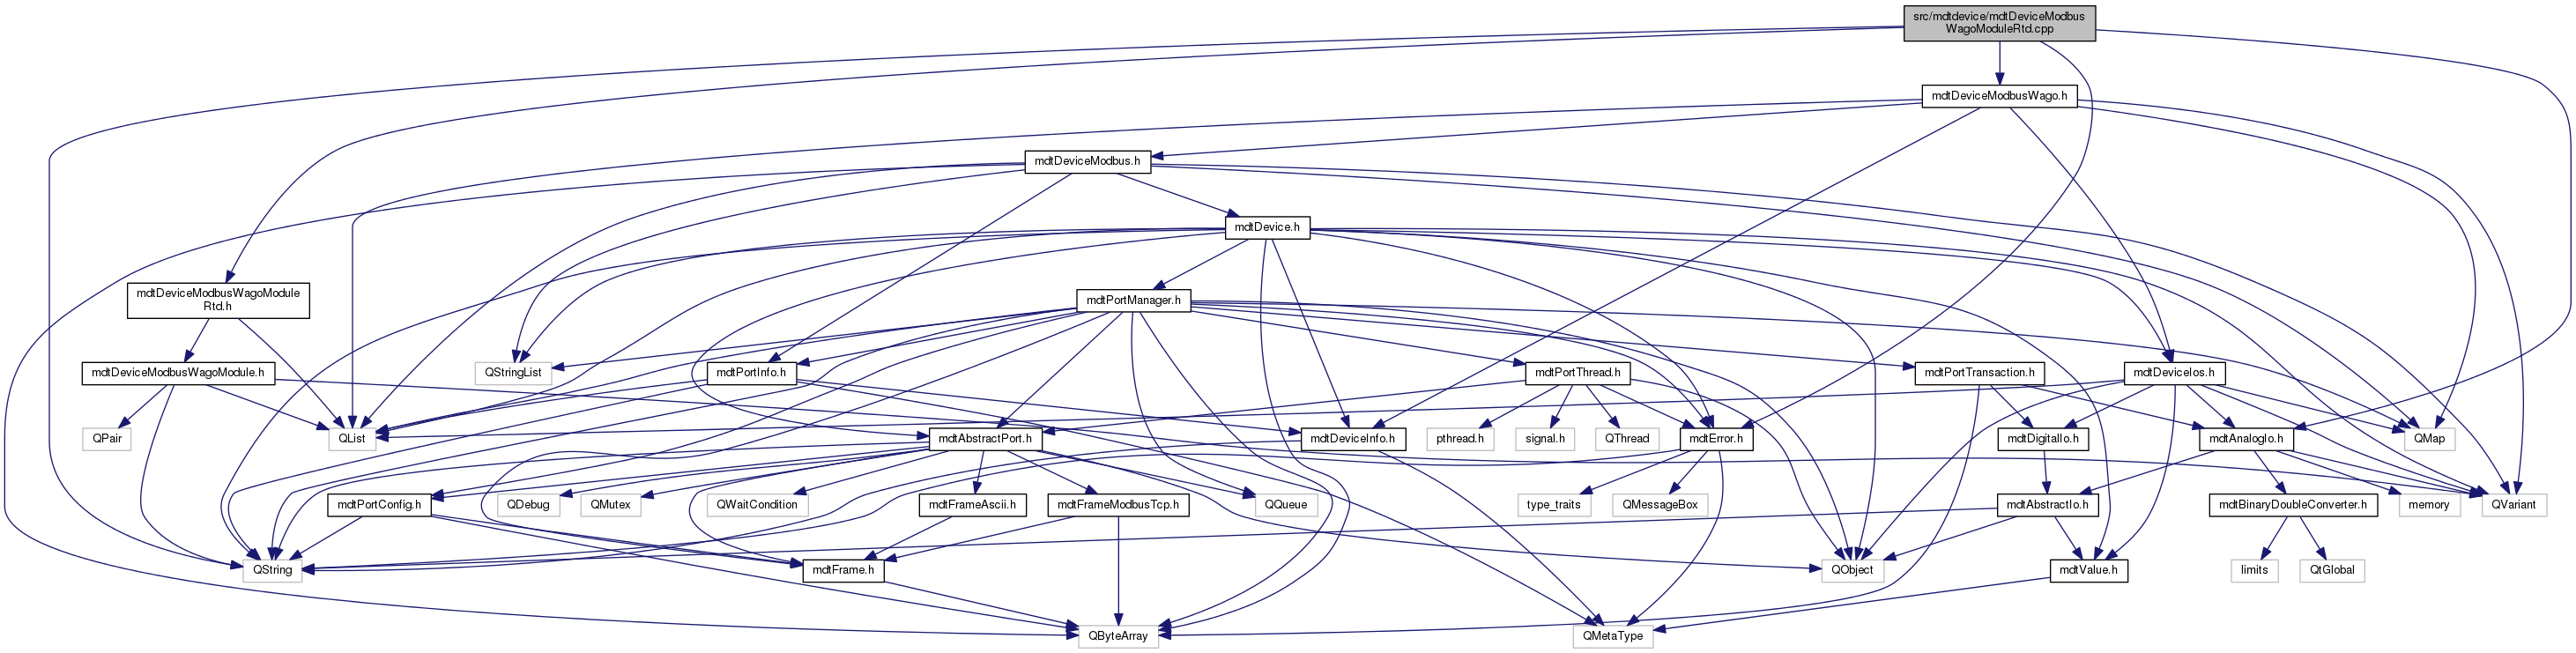 src/mdtdevice/mdtDeviceModbus
WagoModuleRtd.cpp
mdtDeviceModbusWago.h
mdtDeviceModbus.h
mdtDevice.h
mdtDeviceModbusWagoModule
Rtd.h
mdtPortManager.h
mdtDeviceModbusWagoModule.h
QStringList
mdtPortInfo.h
mdtPortThread.h
mdtPortTransaction.h
mdtDeviceIos.h
QPair
QList
mdtAbstractPort.h
mdtDeviceInfo.h
pthread.h
signal.h
QThread
mdtError.h
mdtDigitalIo.h
mdtAnalogIo.h
QMap
mdtPortConfig.h
QDebug
QMutex
QWaitCondition
mdtFrameAscii.h
mdtFrameModbusTcp.h
QQueue
type_traits
QMessageBox
mdtAbstractIo.h
mdtBinaryDoubleConverter.h
memory
QVariant
QString
mdtFrame.h
QObject
mdtValue.h
limits
QtGlobal
QByteArray
QMetaType